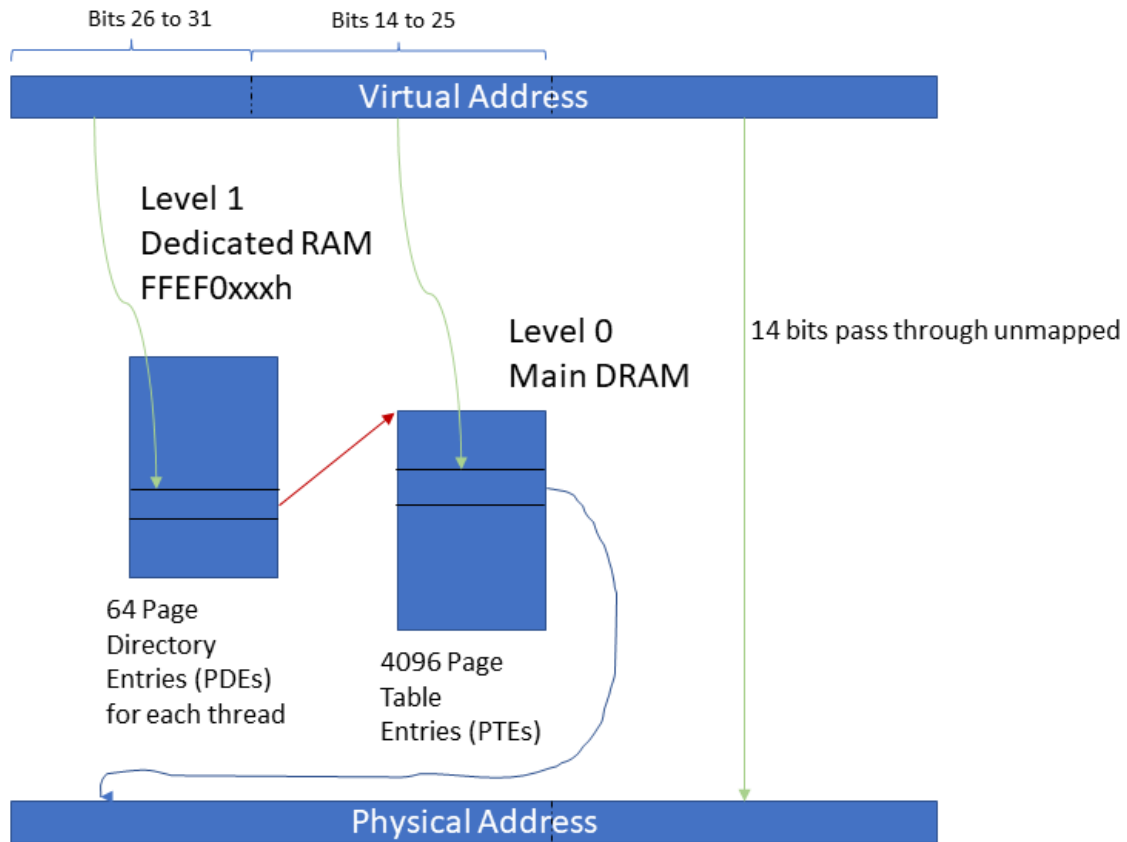 Bits 26 to 31
Bits 14 to 25
Virtual Address
Level 1
Dedicated RAM
FFEF0xxxh
Level 0
Main DRAM
14 bits pass through unmapped
64 Page
Directory
Entries (PDEs)
for each thread
4096 Page
Table
Entries (PTEs)
Physical Address